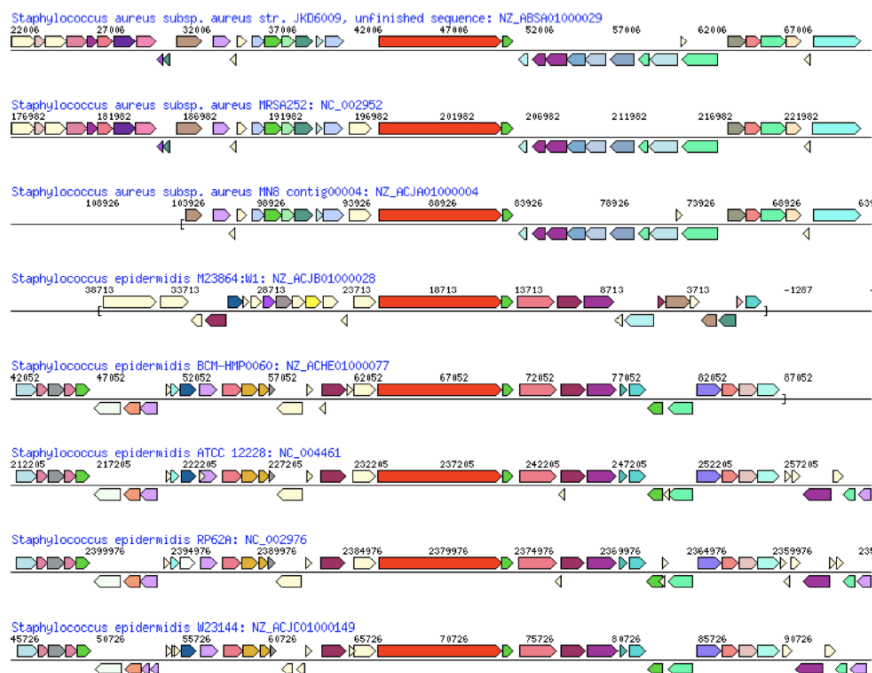 Staphylococcus aureus subsp. aureus str. JKD6009, unfinished sequence: NZ_ABSA01000029
22006 27006 32006 37006 42006 47006 52006 57006 62006 67006
Staphylococcus aureus subsp. aureus MRSA252: NC_002952
176982 181982 186982 191982 196982 201982 206982 211982 216982 221982
Staphylococcus aureus subsp. aureus MN8 contig00004: NZ_ACJA01000004
108926 103926 98926 93926 88926 83926 78926 73926 68926 639
Staphylococcus epidermidis M23864:W1: NZ_ACJB01000028
38713 33713 28713 23713 18713 13713 8713 3713 -1287 -
Staphylococcus epidermidis BCM-HMP0060: NZ_ACHE01000077
42052 47052 52052 57052 62052 67052 72052 77052 82052 87052
Staphylococcus epidermidis ATCC 12228: NC_004461
212205 217205 222205 227205 232205 237205 242205 247205 252205 257205
Staphylococcus epidermidis RP62A: NC_002976
2399976 2394976 2389976 2384976 2379976 2374976 2369976 2364976 2359976 235
Staphylococcus epidermidis W23144: NZ_ACJC01000149
45726 50726 55726 60726 65726 70726 75726 80726 85726 90726